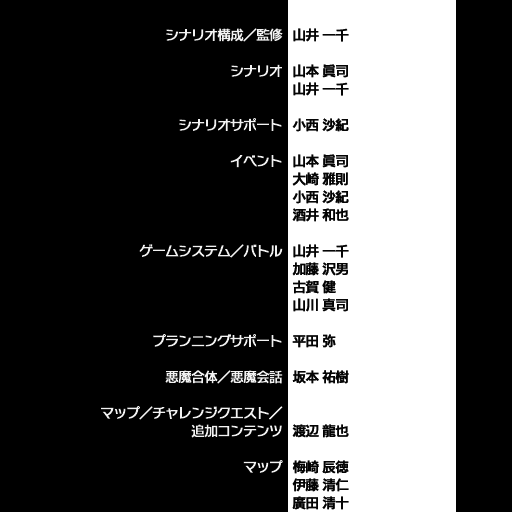 シナリオ構成／監修 山井 一千
シナリオ 山本 眞司
山井 一千
シナリオサポート 小西 沙紀
イベント 山本 眞司
大崎 雅則
小西 沙紀
酒井 和也
ゲームシステム／バトル 山井 一千
加藤 沢男
古賀 健
山川 真司
プランニングサポート 平田 弥
悪魔合体／悪魔会話 坂本 祐樹
マップ／チャレンジクエスト／
追加コンテンツ 渡辺 龍也
マップ 梅崎 辰徳
伊藤 清仁
廣田 清十